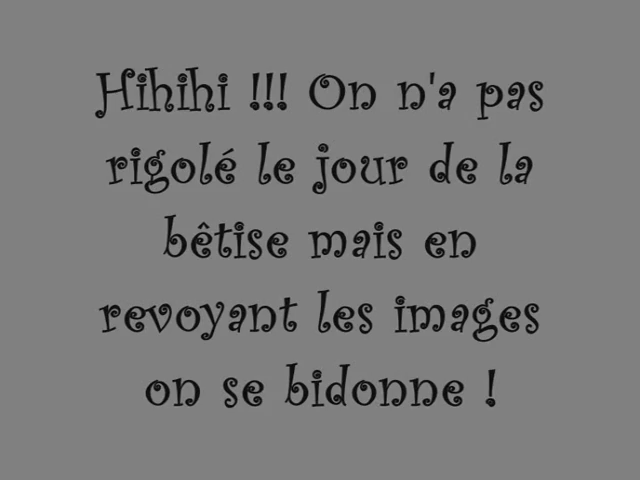 Hihihi !!! On n'a pas
rigolé le jour de la
bêtise mais en
revoyant les images
on se bidonne !